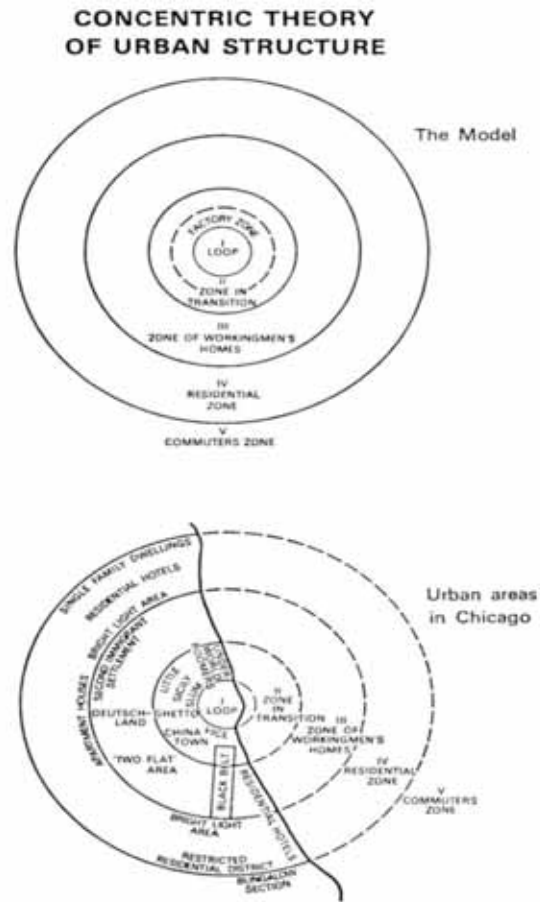 CONCENTRIC THEORY
OF URBAN STRUCTURE
The Model
FACTORY ZONE
I
LOOP
II
ZONE IN
TRANSITION
III
ZONE OF WORKINGMEN'S
HOMES
IV
RESIDENTIAL
ZONE
V
COMMUTERS ZONE
Urban areas
in Chicago
SINGLE FAMILY DWELLINGS
RESIDENTIAL HOTELS
BRIGHT LIGHT AREA
SECOND IMMIGRANT
SETTLEMENT
APARTMENT HOUSES
LITTLE
SICILY
SLUM
I
LOOP
DEUTSCH-
LAND
GHETTO
CHINA
TOWN
VICE
'TWO FLAT'
AREA
BLACK BELT
BRIGHT LIGHT
AREA
RESIDENTIAL HOTELS
RESTRICTED
RESIDENTIAL DISTRICT
BUNGALOW
SECTION
II
ZONE
IN
TRANSITION
III
ZONE OF
WORKINGMEN'S
HOMES
IV
RESIDENTIAL
ZONE
V
COMMUTERS
ZONE